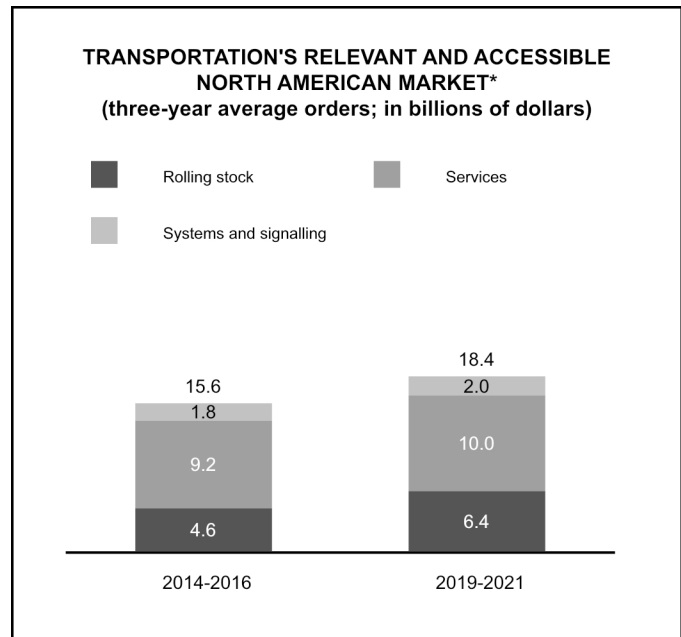 TRANSPORTATION'S RELEVANT AND ACCESSIBLE
NORTH AMERICAN MARKET*
(three-year average orders; in billions of dollars)
Rolling stock
Services
Systems and signalling
15.6
1.8
9.2
4.6
18.4
2.0
10.0
6.4
2014-2016
2019-2021